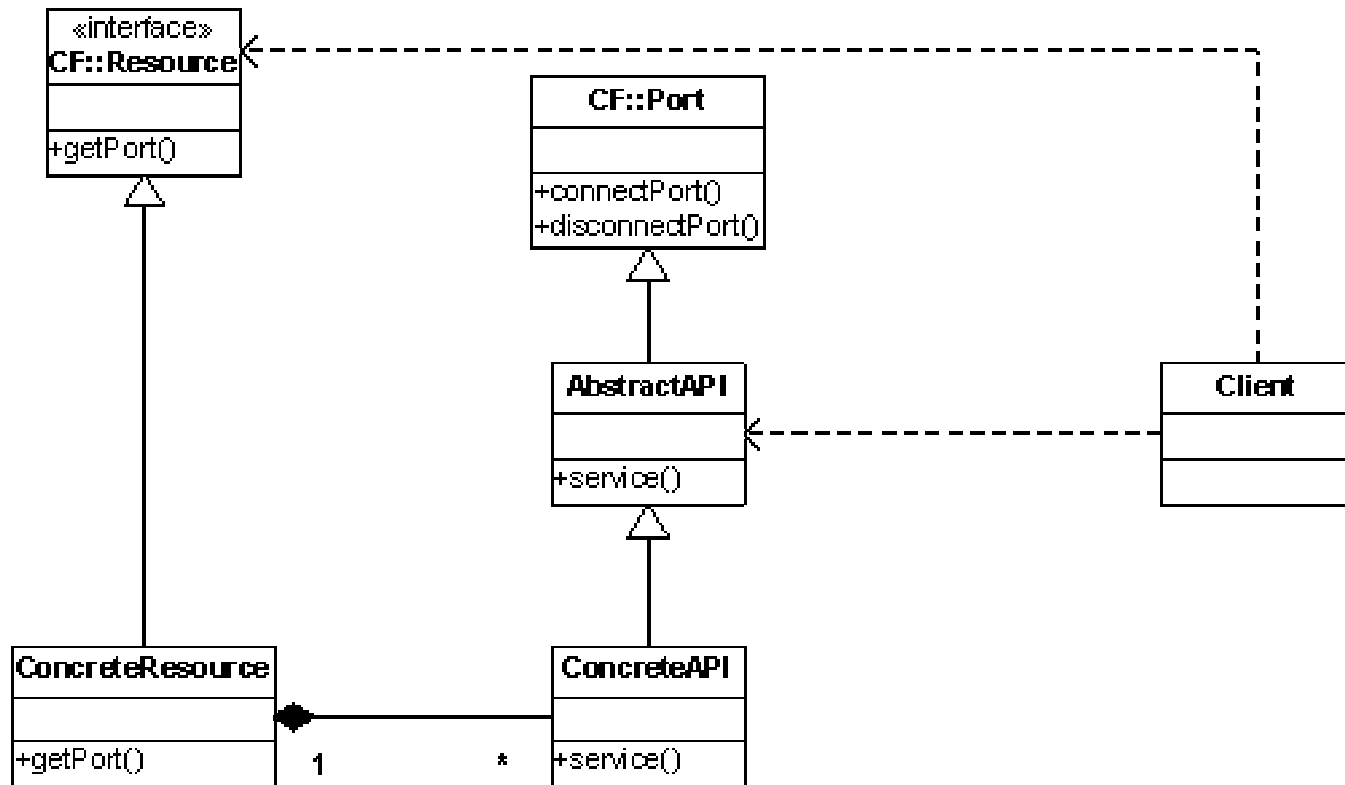 «interface»
CF::Resource
+getPort()
CF::Port
+connectPort()
+disconnectPort()
AbstractAPI
+service()
Client
ConcreteResource
+getPort()
1
*
ConcreteAPI
+service()